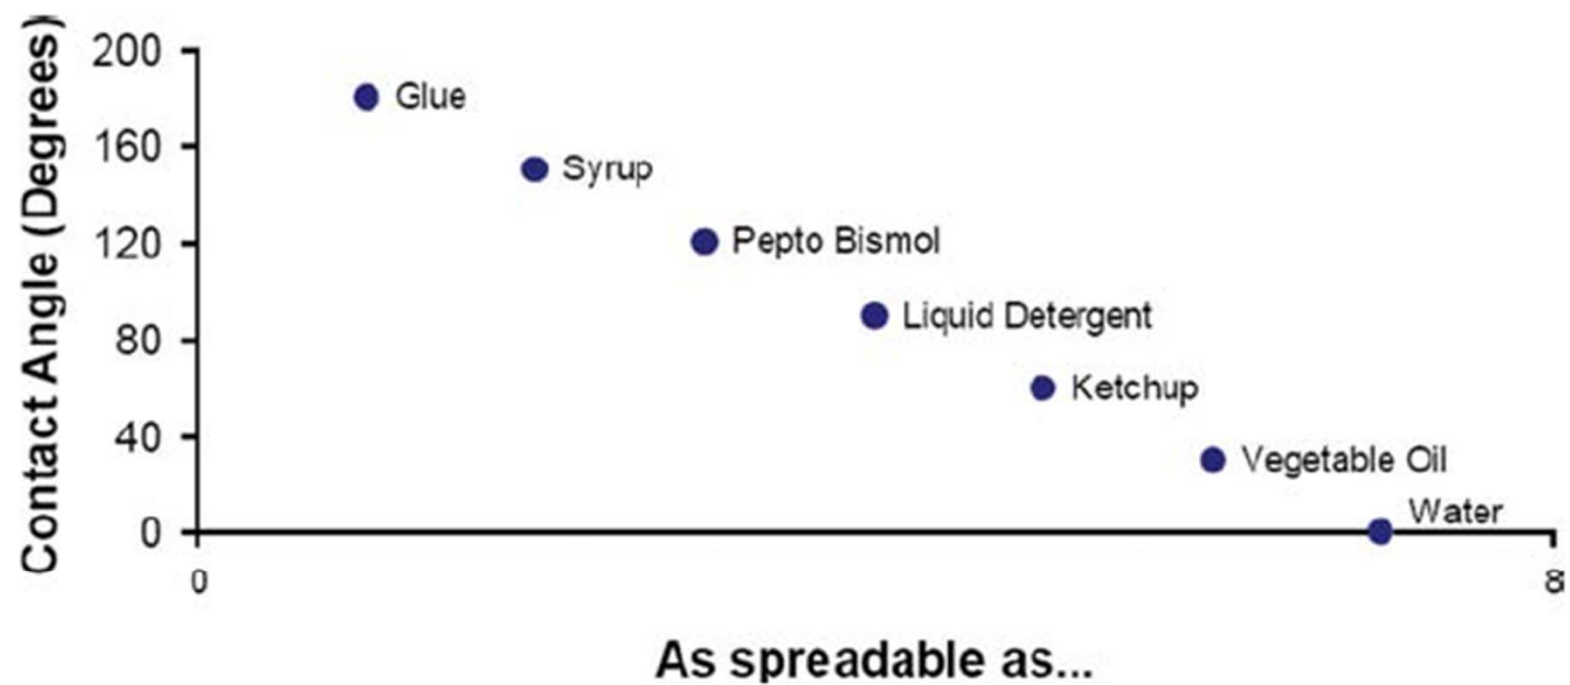 Contact Angle (Degrees)
200
160
120
80
40
0
Glue
Syrup
Pepto Bismol
Liquid Detergent
Ketchup
Vegetable Oil
Water
0
8
As spreadable as...